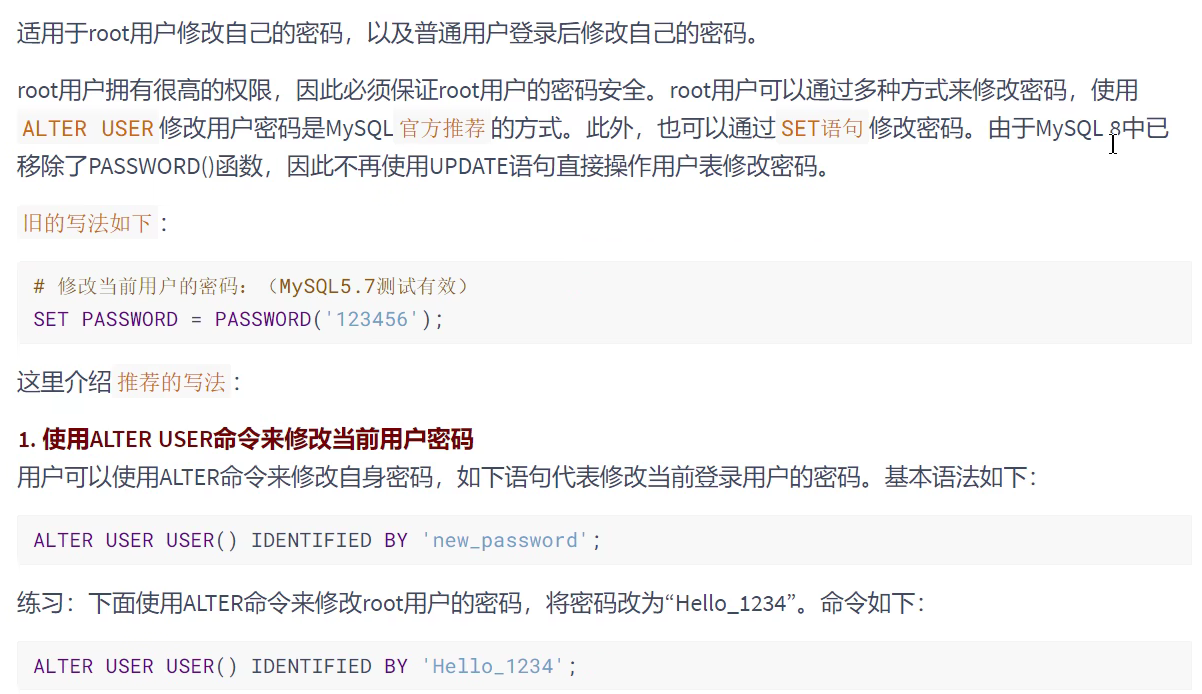 适用于root用户修改自己的密码，以及普通用户登录后修改自己的密码。
root用户拥有很高的权限，因此必须保证root用户的密码安全。root用户可以通过多种方式来修改密码，使用
ALTER USER 修改用户密码是MySQL 官方推荐 的方式。此外，也可以通过 SET语句 修改密码。由于MySQL 8中已
移除了PASSWORD()函数，因此不再使用UPDATE语句直接操作用户表修改密码。
旧的写法如下：
# 修改当前用户的密码：（MySQL5.7测试有效）
SET PASSWORD = PASSWORD('123456');
这里介绍 推荐的写法：
1. 使用ALTER USER命令来修改当前用户密码
用户可以使用ALTER命令来修改自身密码，如下语句代表修改当前登录用户的密码。基本语法如下：
ALTER USER USER() IDENTIFIED BY 'new_password';
练习：下面使用ALTER命令来修改root用户的密码，将密码改为“Hello_1234”。命令如下：
ALTER USER USER() IDENTIFIED BY 'Hello_1234';